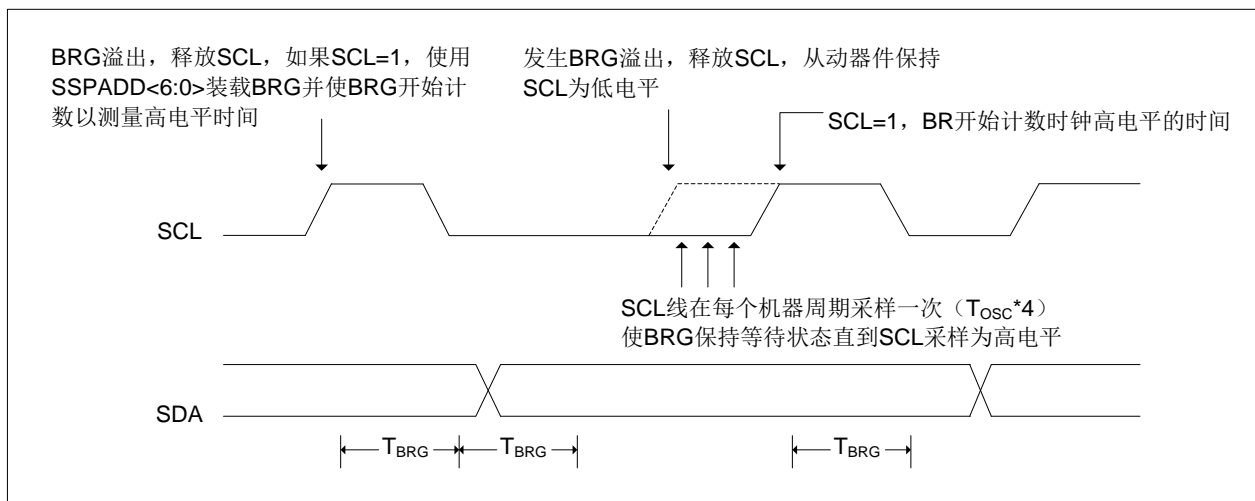 BRG溢出，释放SCL，如果SCL=1，使用
SSPADD<6:0>装载BRG并使BRG开始计
数以测量高电平时间
发生BRG溢出，释放SCL，从动器件保持
SCL为低电平
SCL=1，BR开始计数时钟高电平的时间
SCL
SCL线在每个机器周期采样一次（TOSC*4）
使BRG保持等待状态直到SCL采样为高电平
SDA
TBRG
TBRG
TBRG